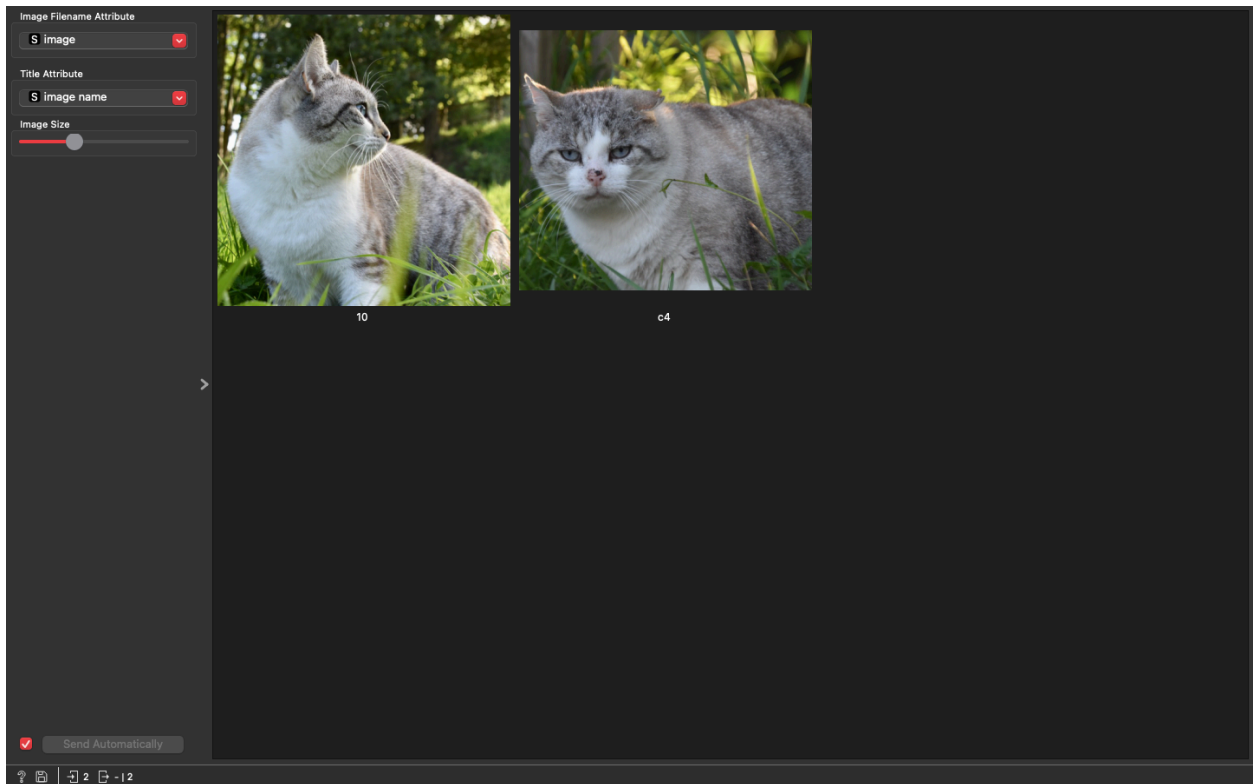 Image Filename Attribute
S image
Title Attribute
S image name
Image Size
10
c4
Send Automatically
? 2 - | 2